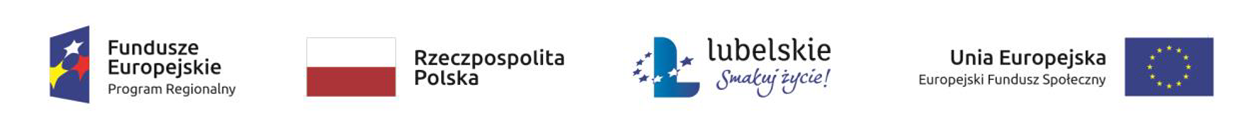 Fundusze
Europejskie
Program Regionalny
Rzeczpospolita
Polska
lubelskie
Smakuj życie!
Unia Europejska
Europejski Fundusz Społeczny